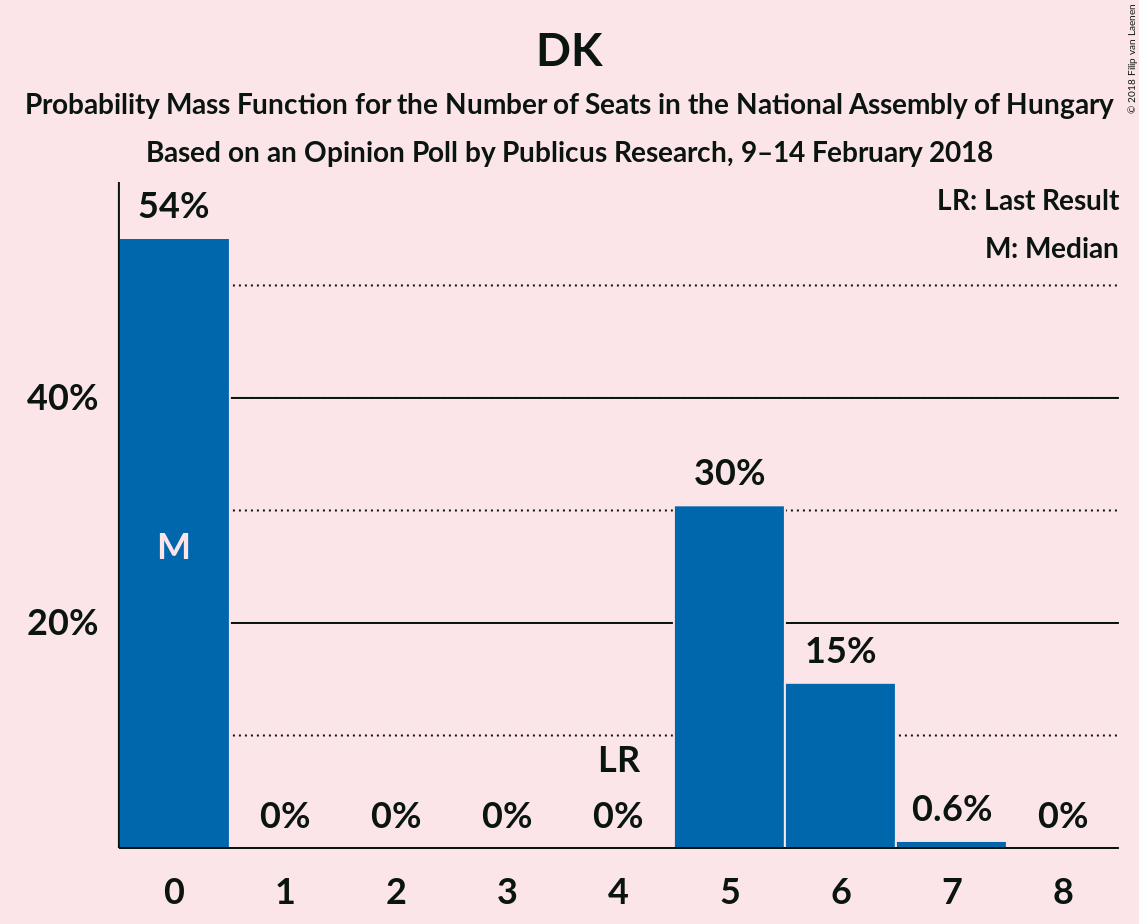 DK
Probability Mass Function for the Number of Seats in the National Assembly of Hungary
Based on an Opinion Poll by Publicus Research, 9–14 February 2018
© 2018 Filip van Laenen
LR: Last Result
M: Median
54%
40%
30%
M
20%
15%
LR
0%
0%
0%
0%
0.6%
0%
0
1
2
3
4
5
6
7
8